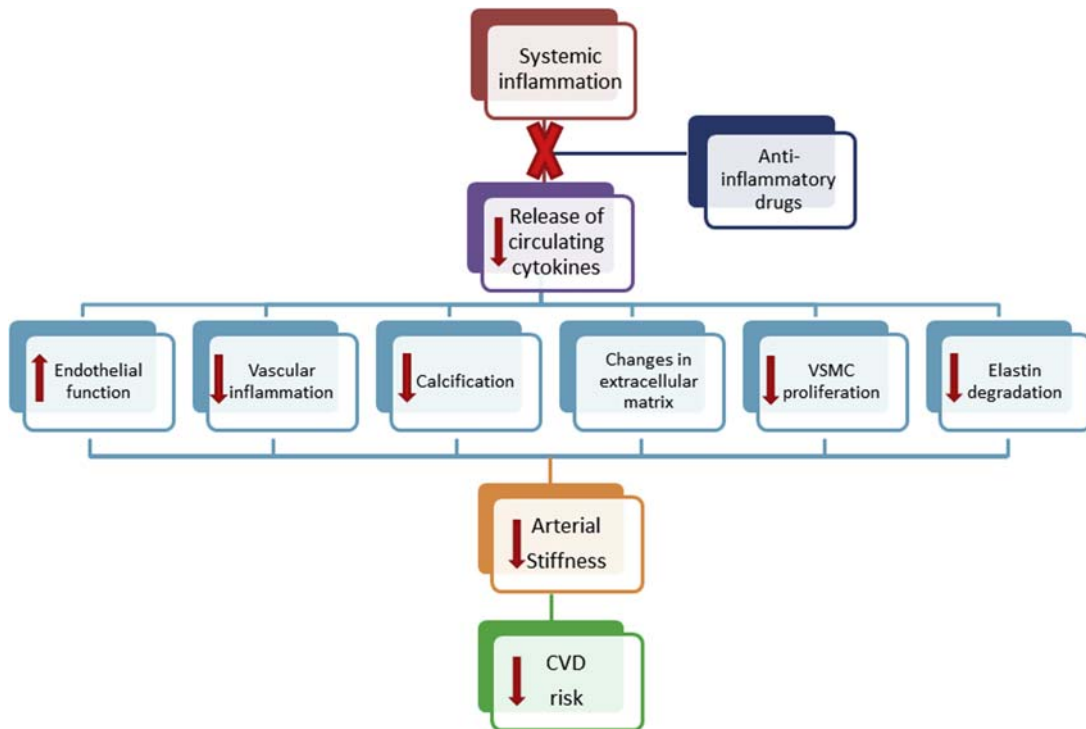 Systemic
inflammation
Anti-
inflammatory
drugs
Release of
circulating
cytokines
Endothelial
function
Vascular
inflammation
Calcification
Changes in
extracellular
matrix
VSMC
proliferation
Elastin
degradation
Arterial
Stiffness
CVD
risk